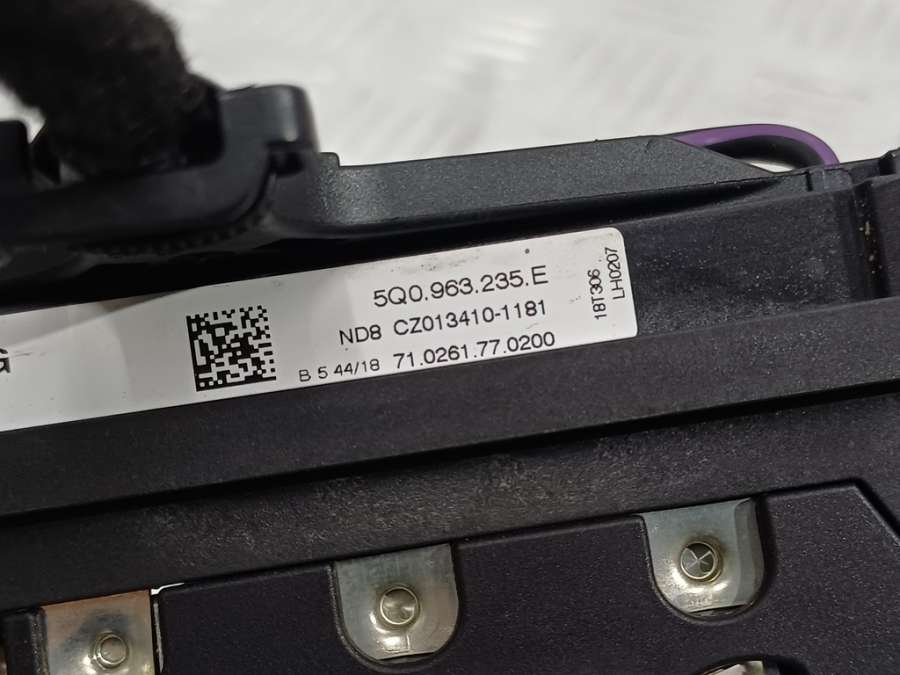 G
5Q0.963.235.E
ND8 CZ013410-1181
B 5 44/18 71.0261.77.0200
18T306
LH0207